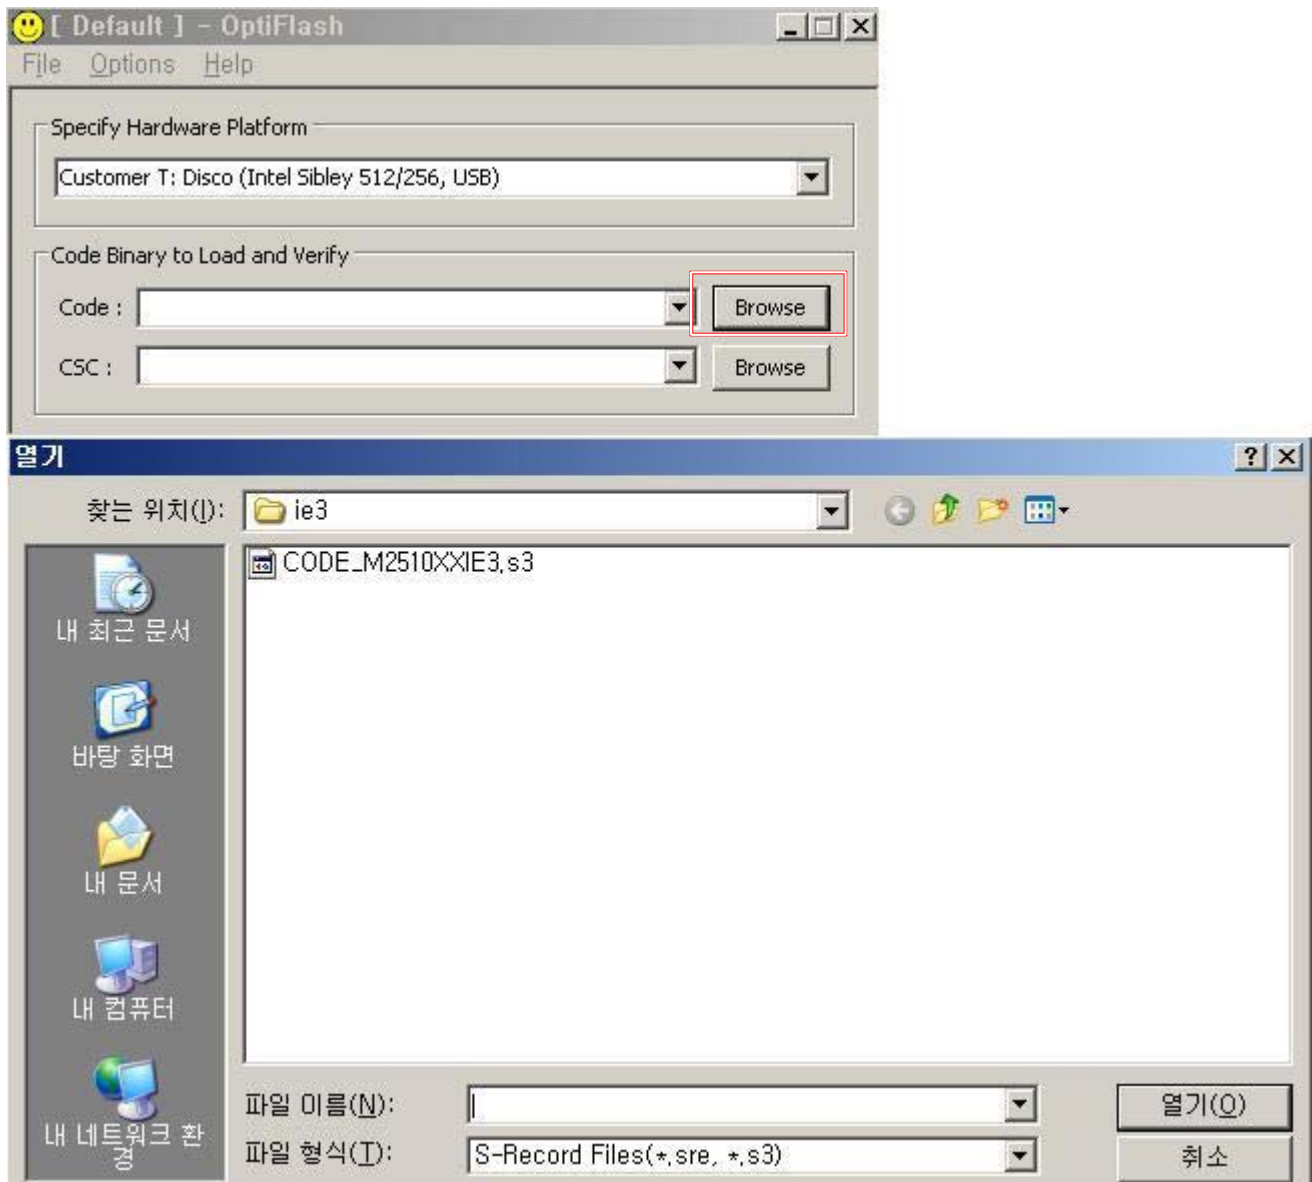 [ Default ] - OptiFlash
File Options Help
Specify Hardware Platform
Customer T: Disco (Intel Sibley 512/256, USB)
Code Binary to Load and Verify
Code : Browse
CSC : Browse
열기
찾는 위치(I): ie3
CODE_M2510XXIE3,s3
내 최근 문서
바탕 화면
내 문서
내 컴퓨터
내 네트워크 환
경
파일 이름(N): 열기(O)
파일 형식(T): S-Record Files(*,sre, *,s3) 취소